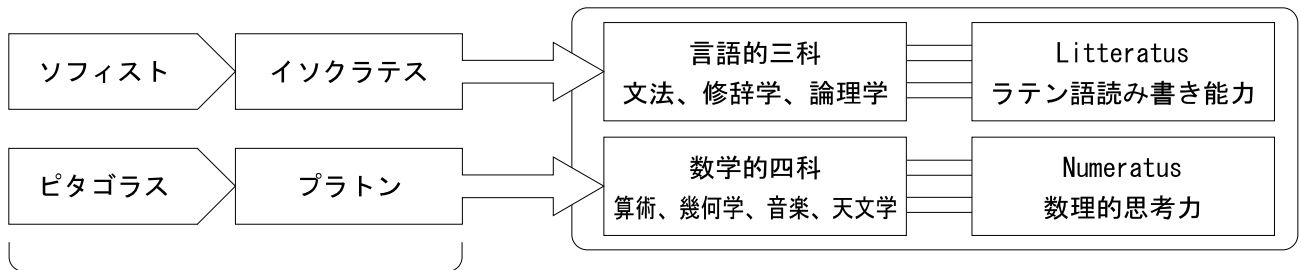 ソフィスト
イソクラテス
言語的三科
文法、修辞学、論理学
Litteratus
ラテン語読み書き能力
ピタゴラス
プラトン
数学的四科
算術、幾何学、音楽、天文学
Numeratus
数理的思考力